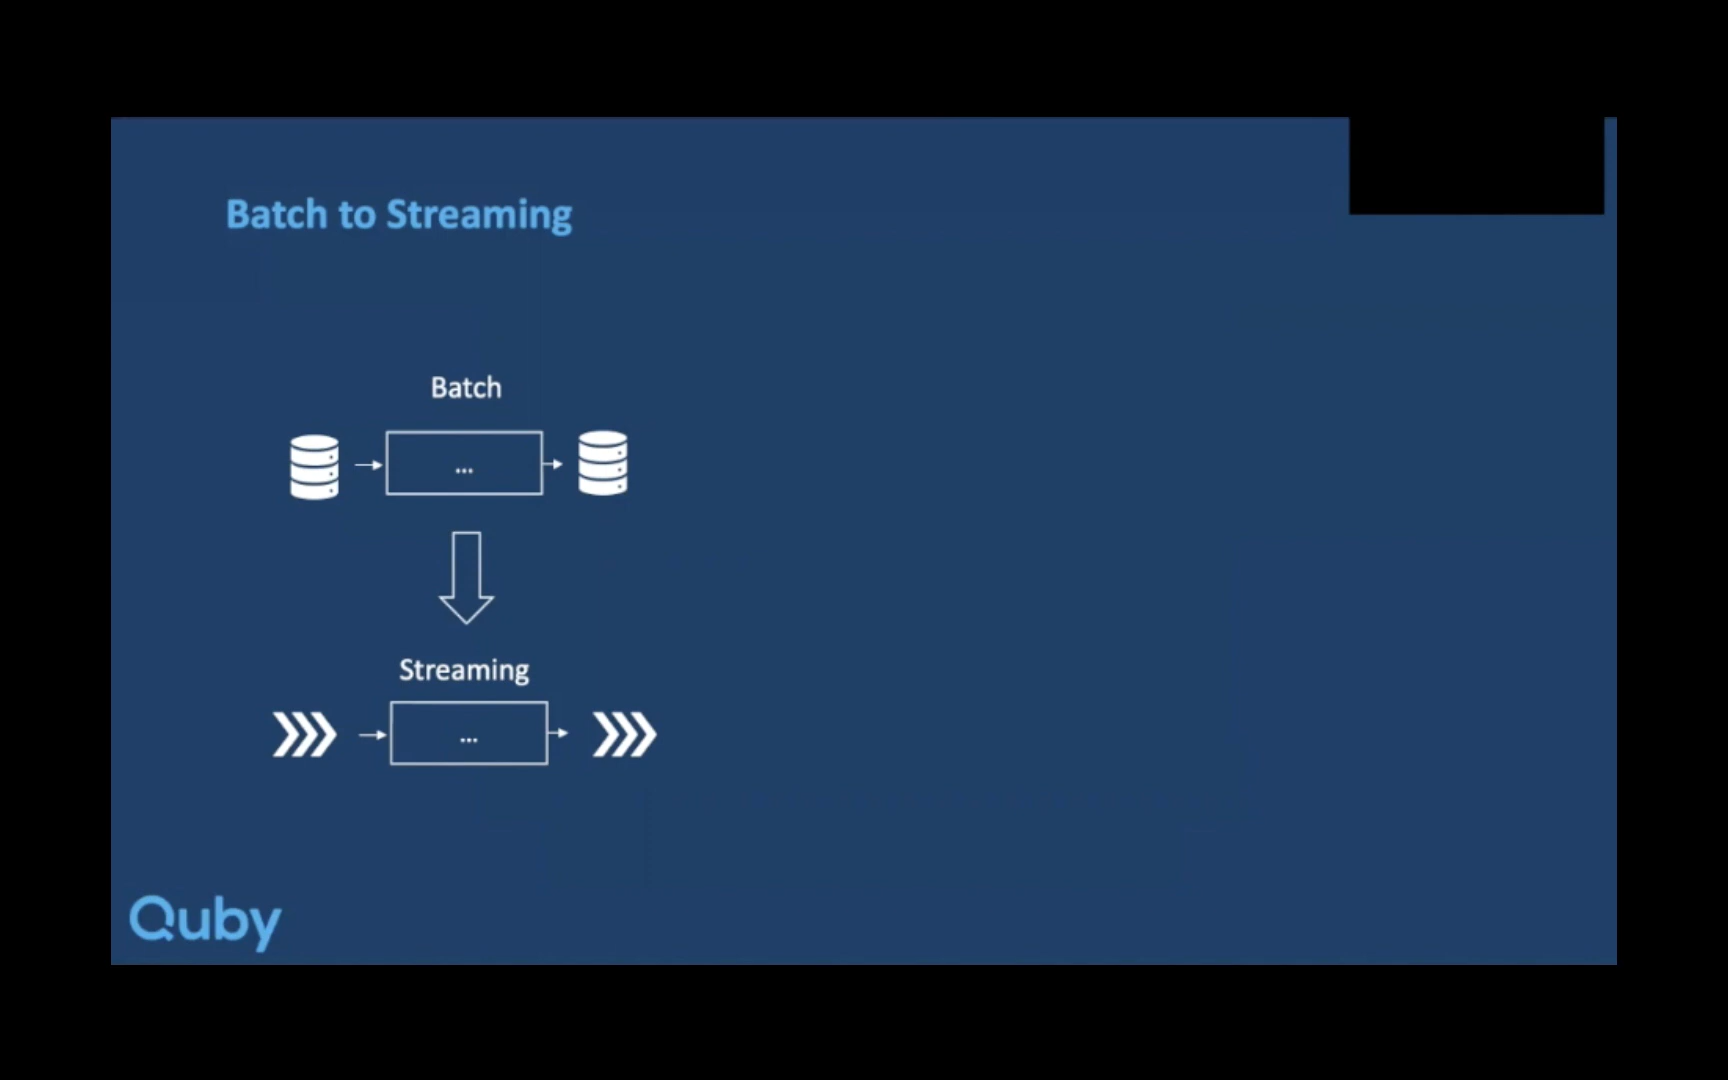 Batch to Streaming
Batch
...
Streaming
...
Quby